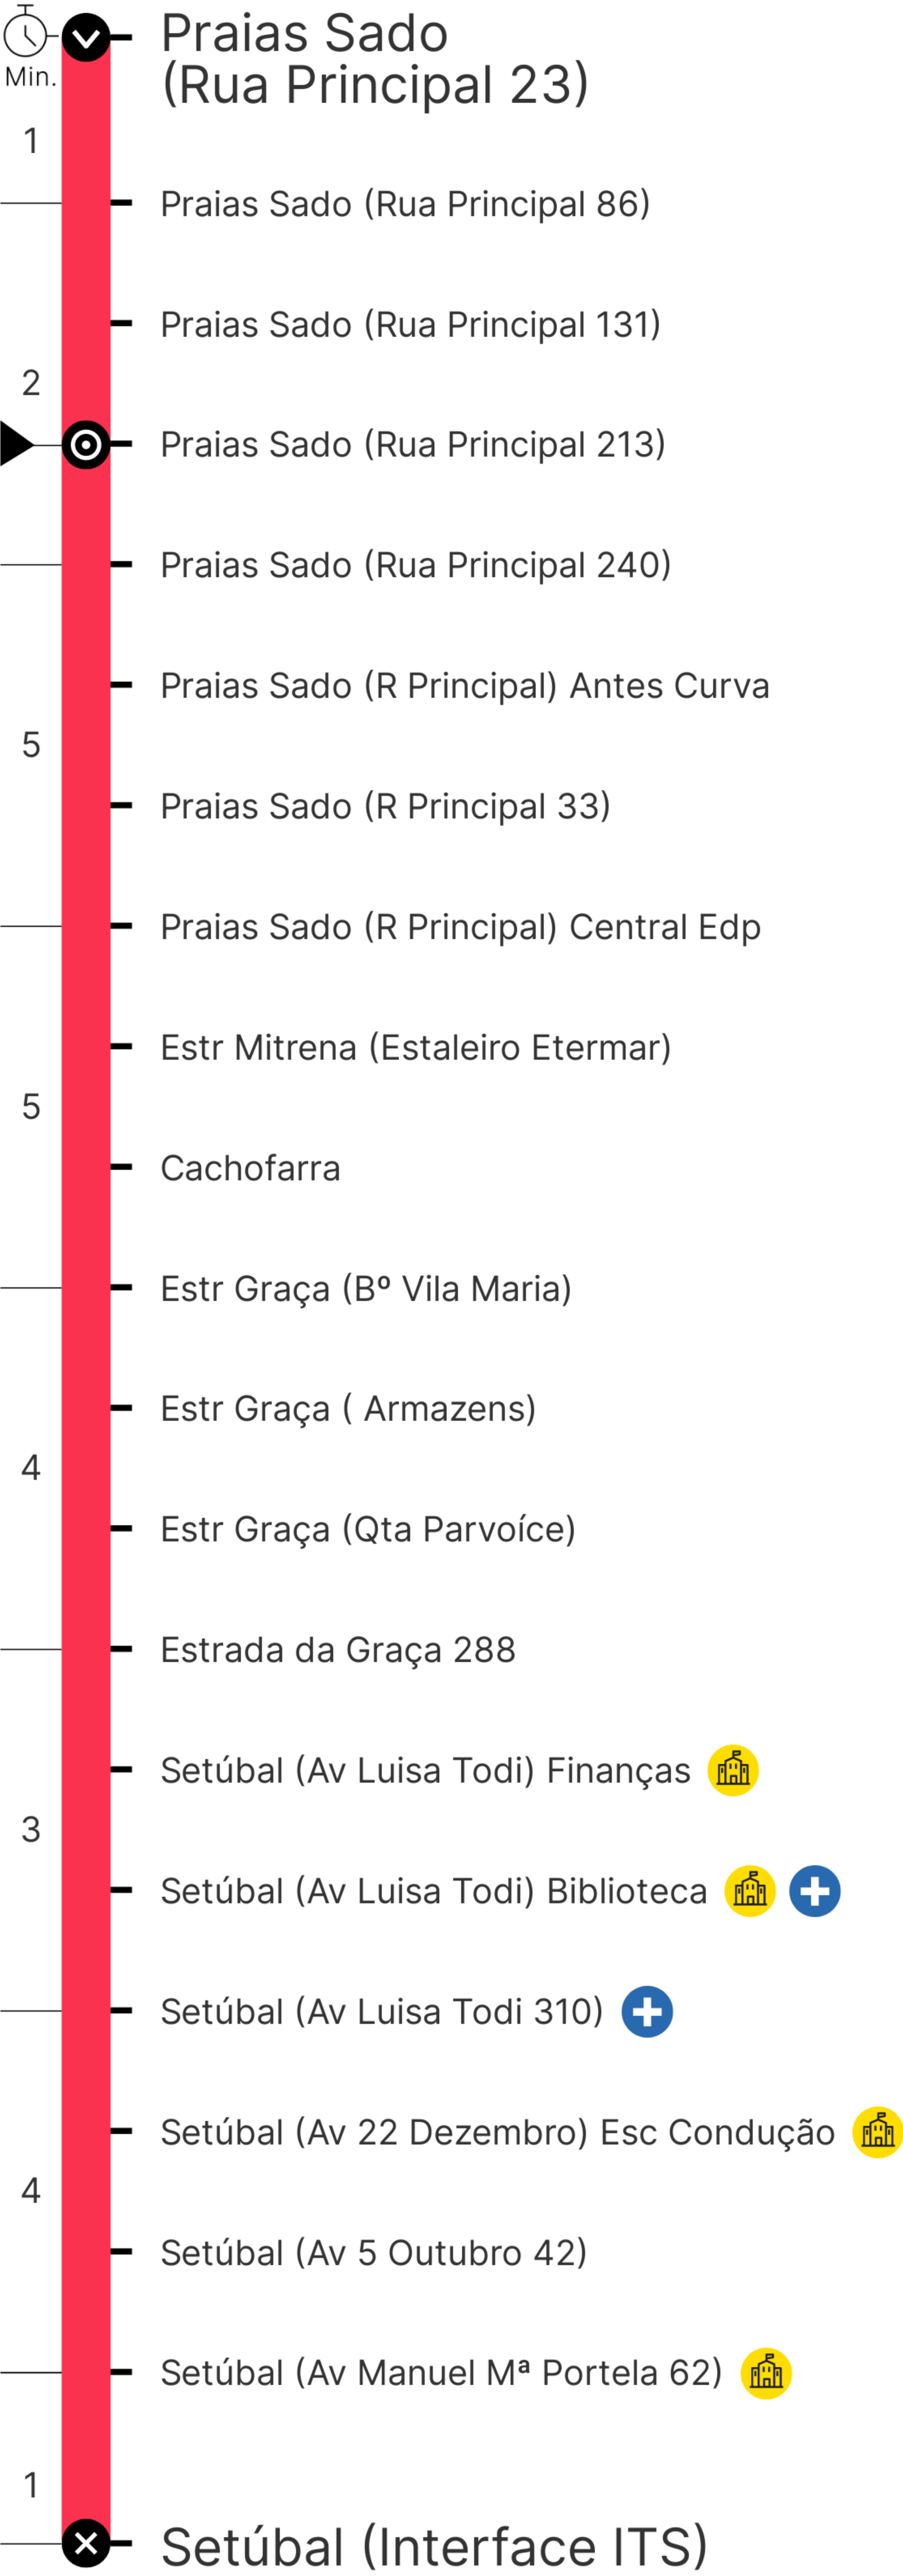 Praias Sado
(Rua Principal 23)
Min.
1
Praias Sado (Rua Principal 86)
Praias Sado (Rua Principal 131)
2
Praias Sado (Rua Principal 213)
Praias Sado (Rua Principal 240)
Praias Sado (R Principal) Antes Curva
5
Praias Sado (R Principal 33)
Praias Sado (R Principal) Central Edp
Estr Mitrena (Estaleiro Etermar)
5
Cachofarra
Estr Graça (Bº Vila Maria)
Estr Graça ( Armazens)
4
Estr Graça (Qta Parvoíce)
Estrada da Graça 288
Setúbal (Av Luisa Todi) Finanças
3
Setúbal (Av Luisa Todi) Biblioteca
Setúbal (Av Luisa Todi 310)
Setúbal (Av 22 Dezembro) Esc Condução
4
Setúbal (Av 5 Outubro 42)
Setúbal (Av Manuel Mª Portela 62)
1
Setúbal (Interface ITS)